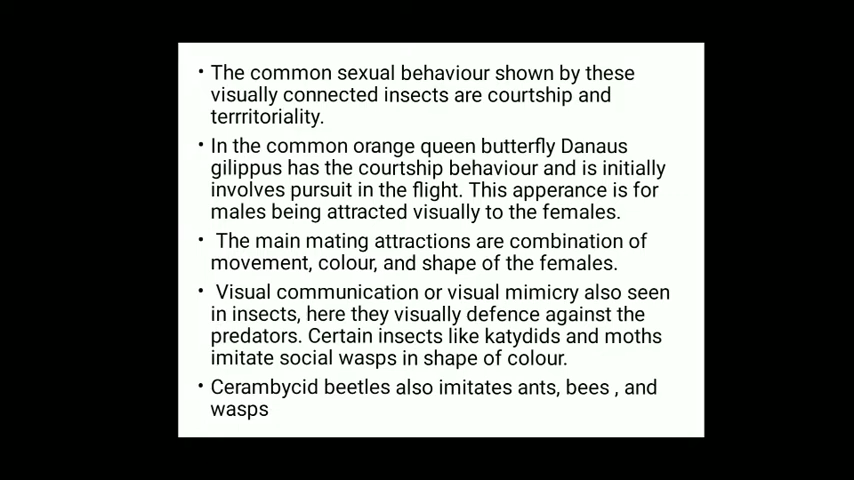 • The common sexual behaviour shown by these
visually connected insects are courtship and
terrritoriality.
• In the common orange queen butterfly Danaus
gilippus has the courtship behaviour and is initially
involves pursuit in the flight. This apperance is for
males being attracted visually to the females.
• The main mating attractions are combination of
movement, colour, and shape of the females.
• Visual communication or visual mimicry also seen
in insects, here they visually defence against the
predators. Certain insects like katydids and moths
imitate social wasps in shape of colour.
• Cerambycid beetles also imitates ants, bees , and
wasps